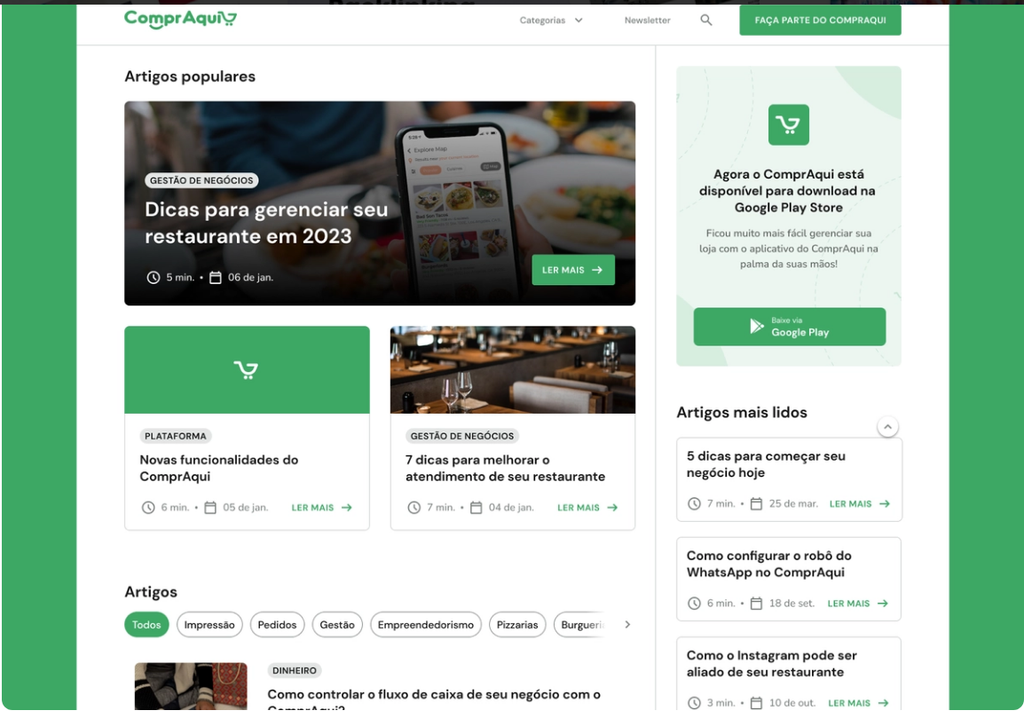 ComprAqui
Categorias
Newsletter
FAÇA PARTE DO COMPRAQUI
Artigos populares
GESTÃO DE NEGÓCIOS
Dicas para gerenciar seu
restaurante em 2023
5 min. • 06 de jan.
LER MAIS
Explore Map
PLATAFORMA
Novas funcionalidades do
ComprAqui
6 min. • 05 de jan.
LER MAIS
GESTÃO DE NEGÓCIOS
7 dicas para melhorar o
atendimento de seu restaurante
7 min. • 04 de jan.
LER MAIS
Artigos
Todos
Impressão
Pedidos
Gestão
Empreendedorismo
Pizzarias
DINHEIRO
Como controlar o fluxo de caixa de seu negócio com o
ComprAqui?
Agora o ComprAqui está
disponível para download na
Google Play Store
Ficou muito mais fácil gerenciar sua
loja com o aplicativo do ComprAqui na
palma da suas mãos!
Baixe via
Google Play
Artigos mais lidos
5 dicas para começar seu
negócio hoje
7 min. • 25 de mar.
LER MAIS
Como configurar o robô do
WhatsApp no ComprAqui
6 min. • 18 de set.
LER MAIS
Como o Instagram pode ser
aliado de seu restaurante
3 min. • 10 de out.
LER MAIS